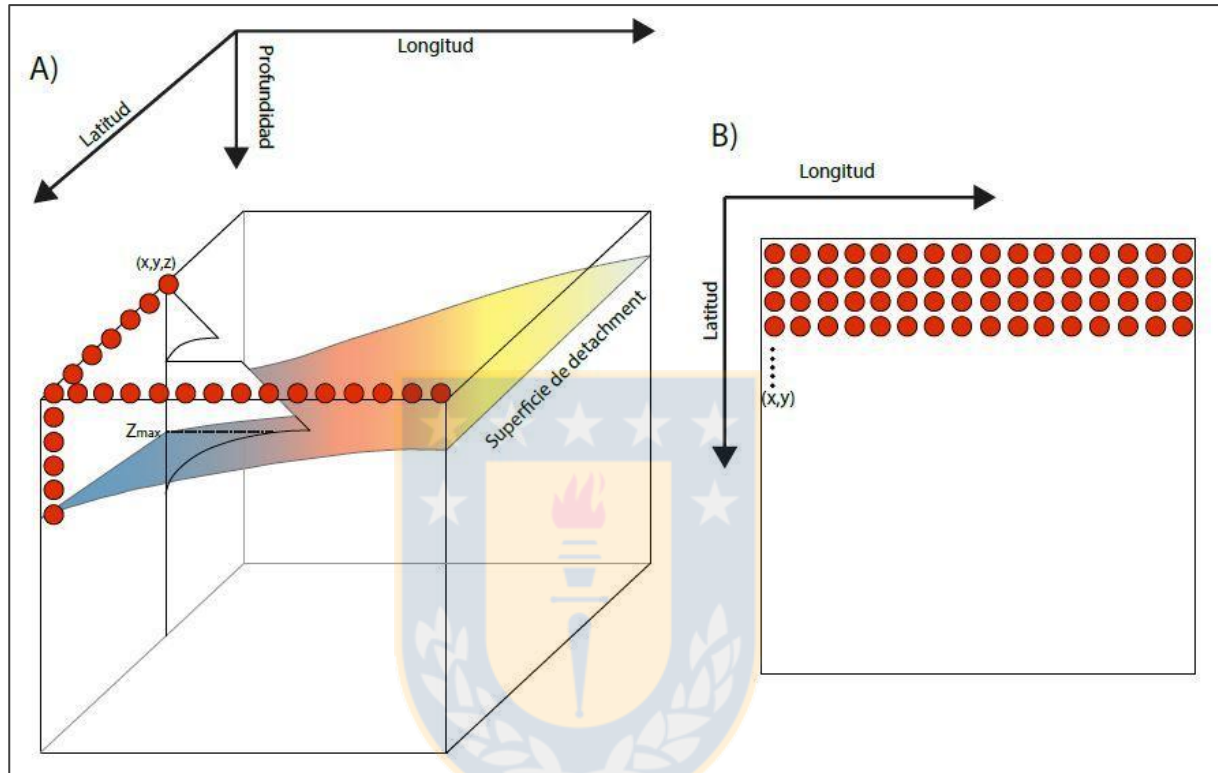 A)
Longitud
Latitud
Profundidad
(x,y,z)
Zmax
Superficie de detachment
B)
Longitud
Latitud
(x,y)